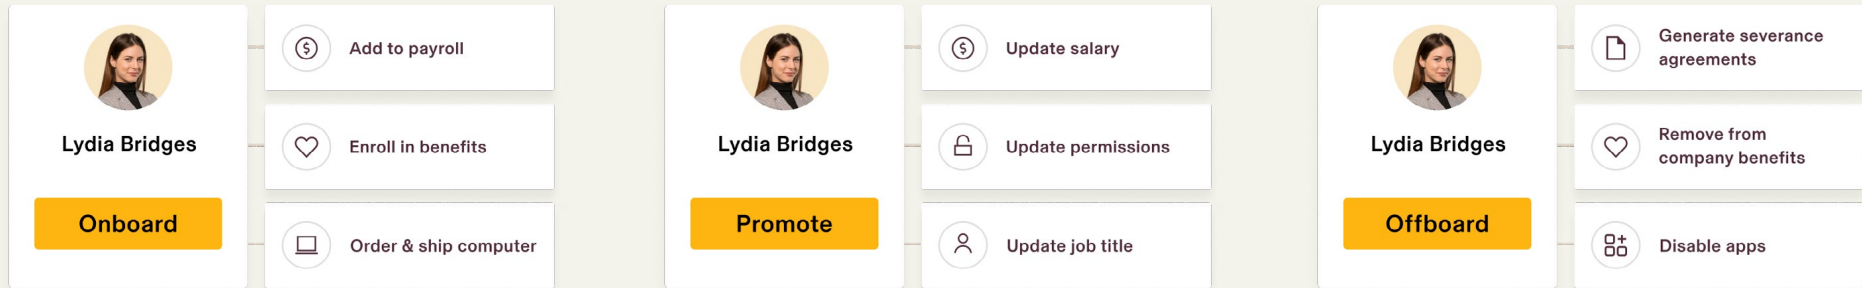 Lydia Bridges
Onboard
Add to payroll
Enroll in benefits
Order & ship computer
Lydia Bridges
Promote
Update salary
Update permissions
Update job title
Lydia Bridges
Offboard
Generate severance
agreements
Remove from
company benefits
Disable apps